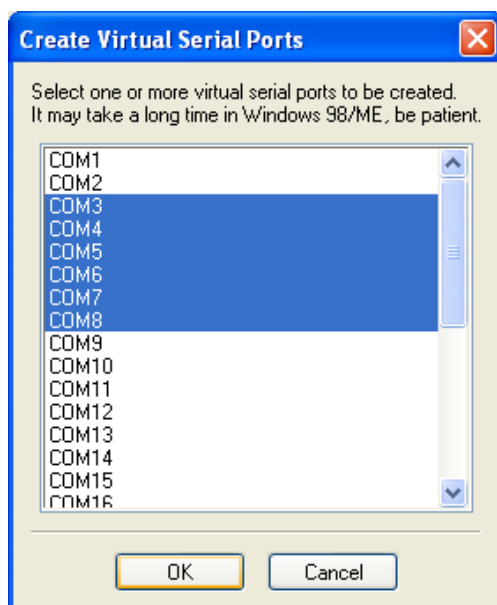 Create Virtual Serial Ports
Select one or more virtual serial ports to be created.
It may take a long time in Windows 98/ME, be patient.
COM1
COM2
COM3
COM4
COM5
COM6
COM7
COM8
COM9
COM10
COM11
COM12
COM13
COM14
COM15
COM16
OK
Cancel